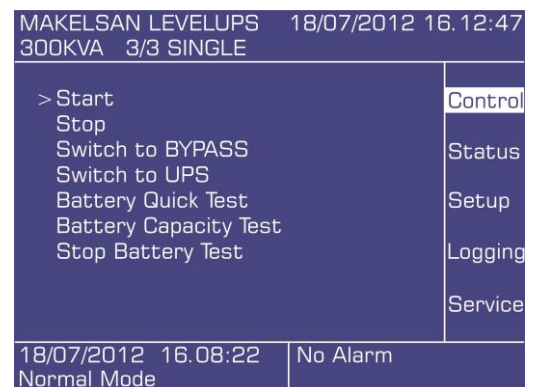 MAKELSAN LEVELUPS 18/07/2012 16.12:47
300KVA 3/3 SINGLE
> Start
Stop
Switch to BYPASS
Switch to UPS
Battery Quick Test
Battery Capacity Test
Stop Battery Test
Control
Status
Setup
Logging
Service
18/07/2012 16.08:22 No Alarm
Normal Mode